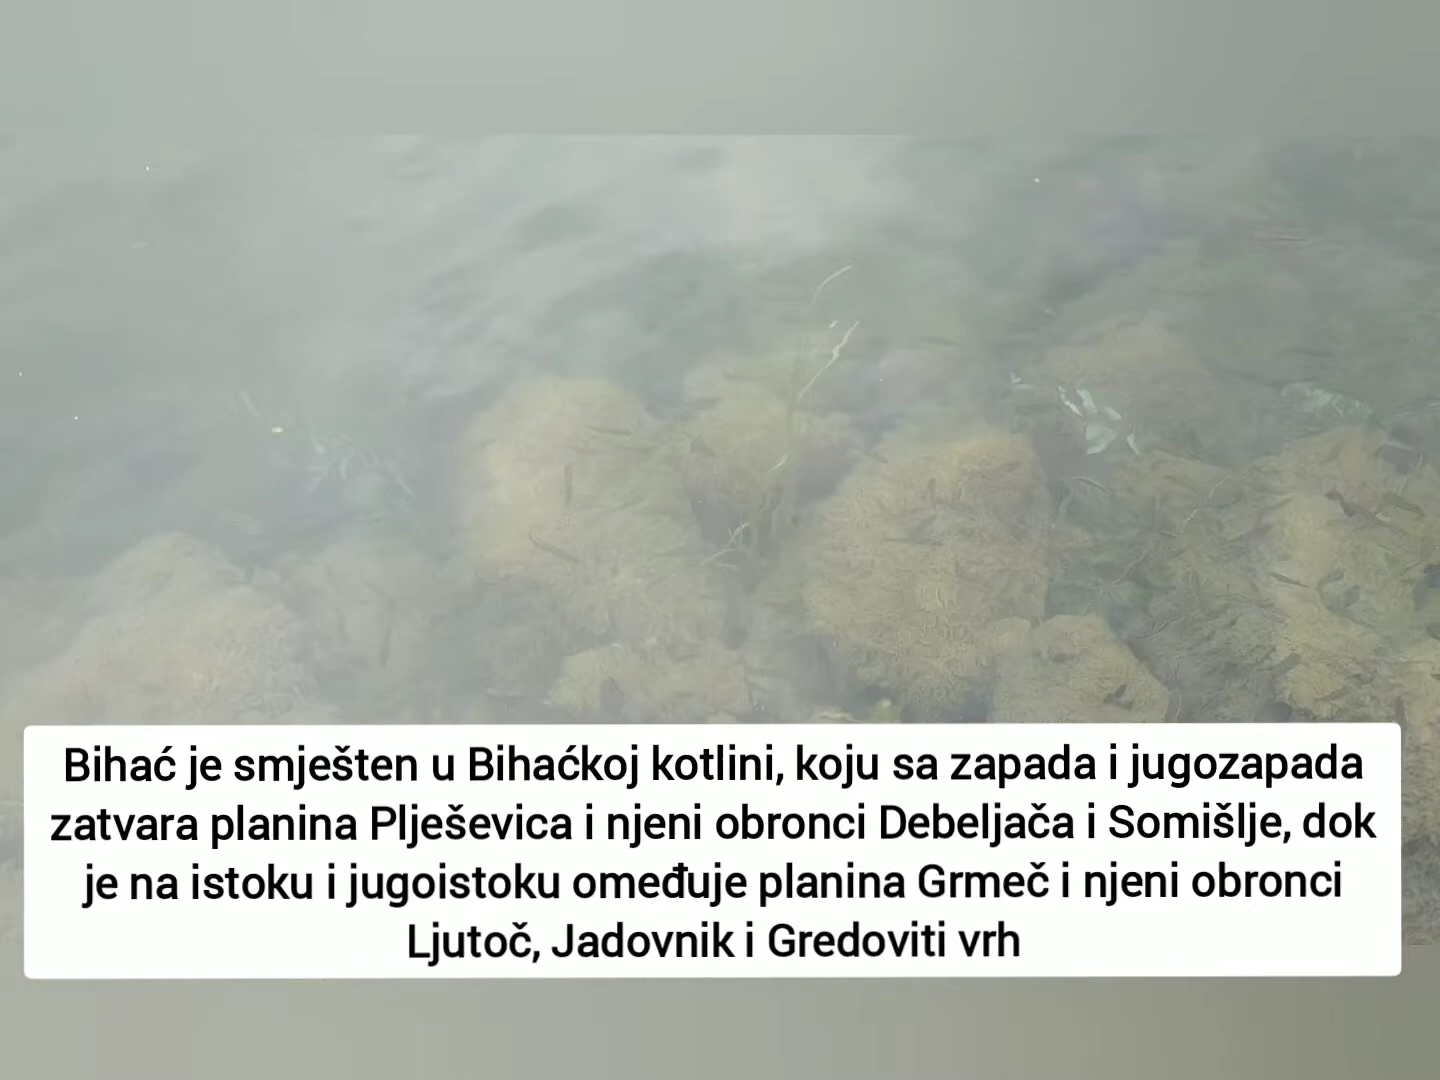 Bihać je smješten u Bihaćkoj kotlini, koju sa zapada i jugozapada
zatvara planina Plješevica i njeni obronci Debeljača i Somišlje, dok
je na istoku i jugoistoku omeđuje planina Grmeč i njeni obronci
Ljutoč, Jadovnik i Gredoviti vrh